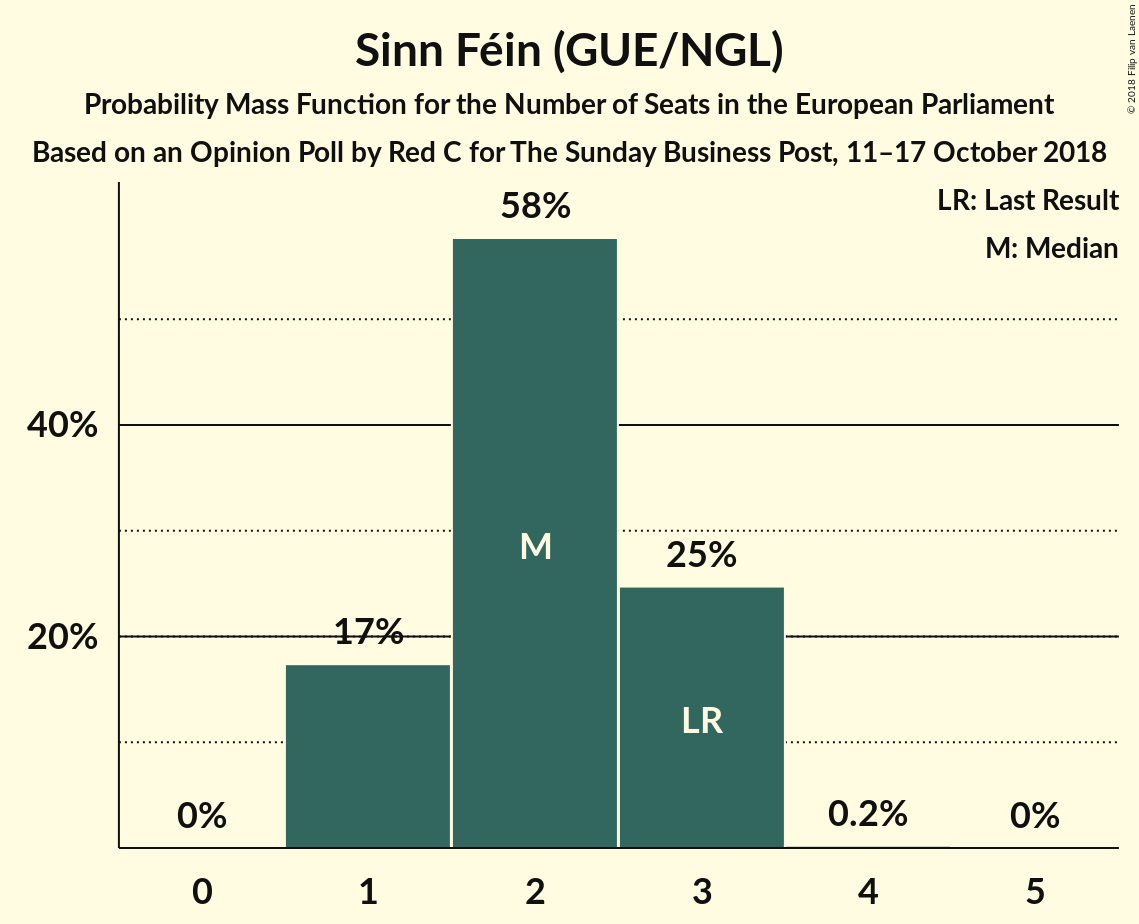 Sinn Féin (GUE/NGL)
Probability Mass Function for the Number of Seats in the European Parliament
Based on an Opinion Poll by Red C for The Sunday Business Post, 11–17 October 2018
© 2018 Filip van Laenen
LR: Last Result
M: Median
58%
40%
M
25%
20%
17%
LR
0%
0.2%
0%
0
1
2
3
4
5